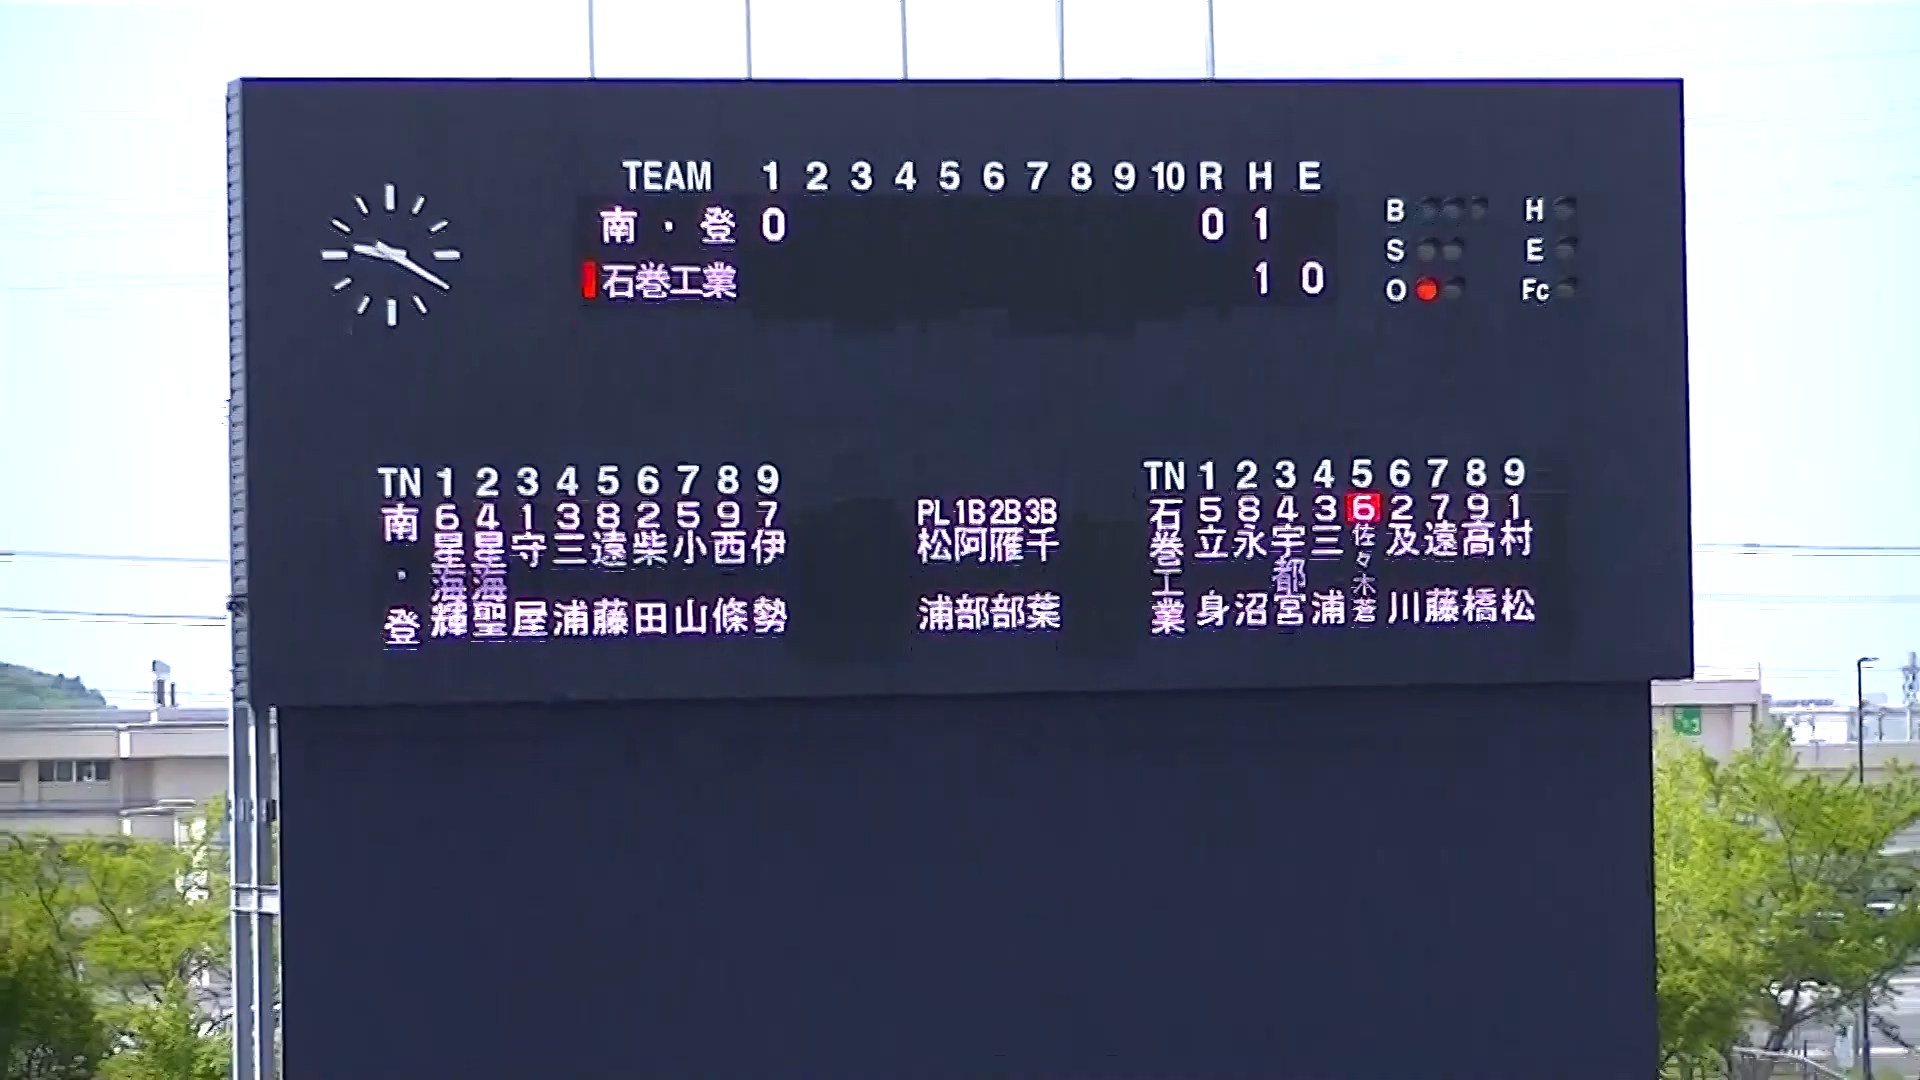 TEAM 1 2 3 4 5 6 7 8 9 10 R H E
南・登 0 0 1
石巻工業 1 0
B H
S E
O Fc
TN 1 2 3 4 5 6 7 8 9
南・登
6 星海輝
4 星海聖
1 守屋
3 三浦
8 遠藤
2 柴田
5 小山
9 西條
7 伊勢
PL 松浦
1B 阿部
2B 雁部
3B 千葉
TN 1 2 3 4 5 6 7 8 9
石巻工業
5 立身
8 永沼
4 宇都宮
3 三浦
6 佐々木蒼
2 及川
7 遠藤
9 高橋
1 村松